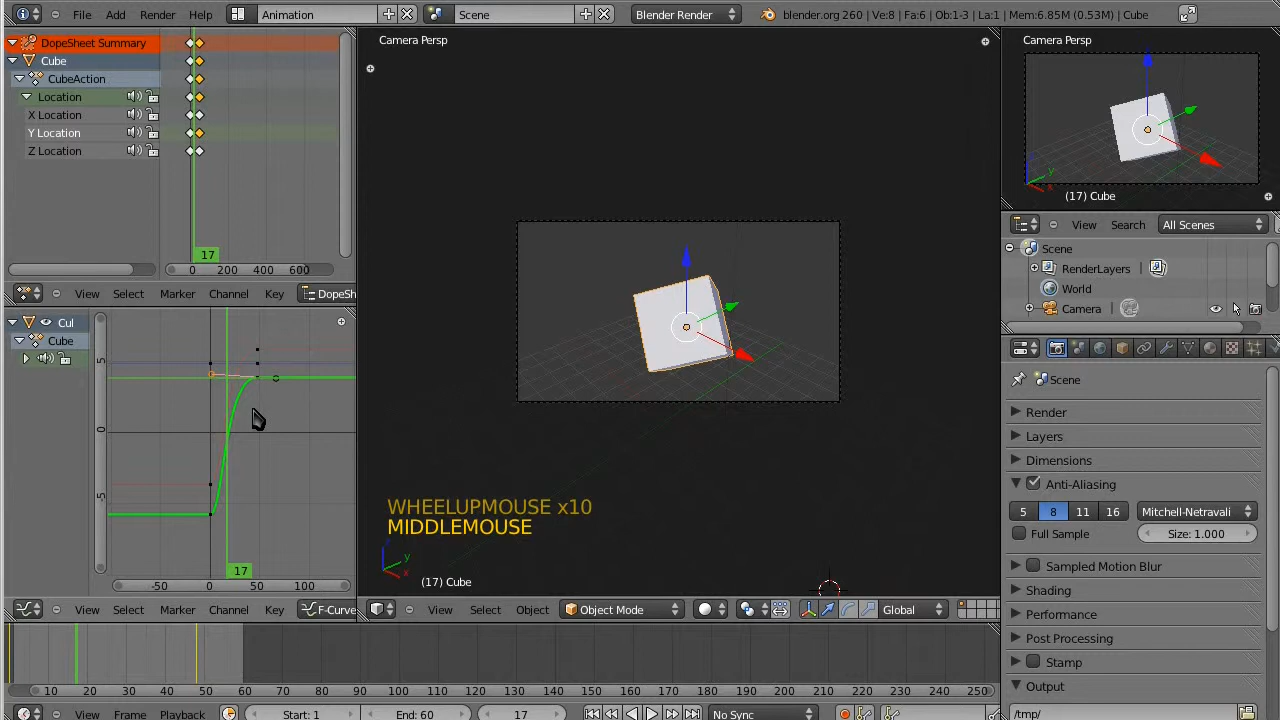 File Add Render Help Animation Scene Blender Render blender.org 260 | Ve:8 | Fa:6 | Ob:1-3 | La:1 | Mem:6.85M (0.53M) | Cube
DopeSheet Summary
Cube
CubeAction
Location
X Location
Y Location
Z Location
17
0 200 400 600
View Select Marker Channel Key DopeSh
Cul
Cube
5
0
-5
17
-50 0 50 100
View Select Marker Channel Key F-Curve
Camera Persp
WHEELUPMOUSE x10
MIDDLEMOUSE
y
x
(17) Cube
View Select Object Object Mode Global
Camera Persp
y
x
(17) Cube
View Search All Scenes
Scene
RenderLayers
World
Camera
Scene
Render
Layers
Dimensions
Anti-Aliasing
5 8 11 16 Mitchell-Netravali
Full Sample Size: 1.000
Sampled Motion Blur
Shading
Performance
Post Processing
Stamp
Output
/tmp/
10 20 30 40 50 60 70 80 90 100 110 120 130 140 150 160 170 180 190 200 210 220 230 240 250
View Frame Playback Start: 1 End: 60 17 No Sync